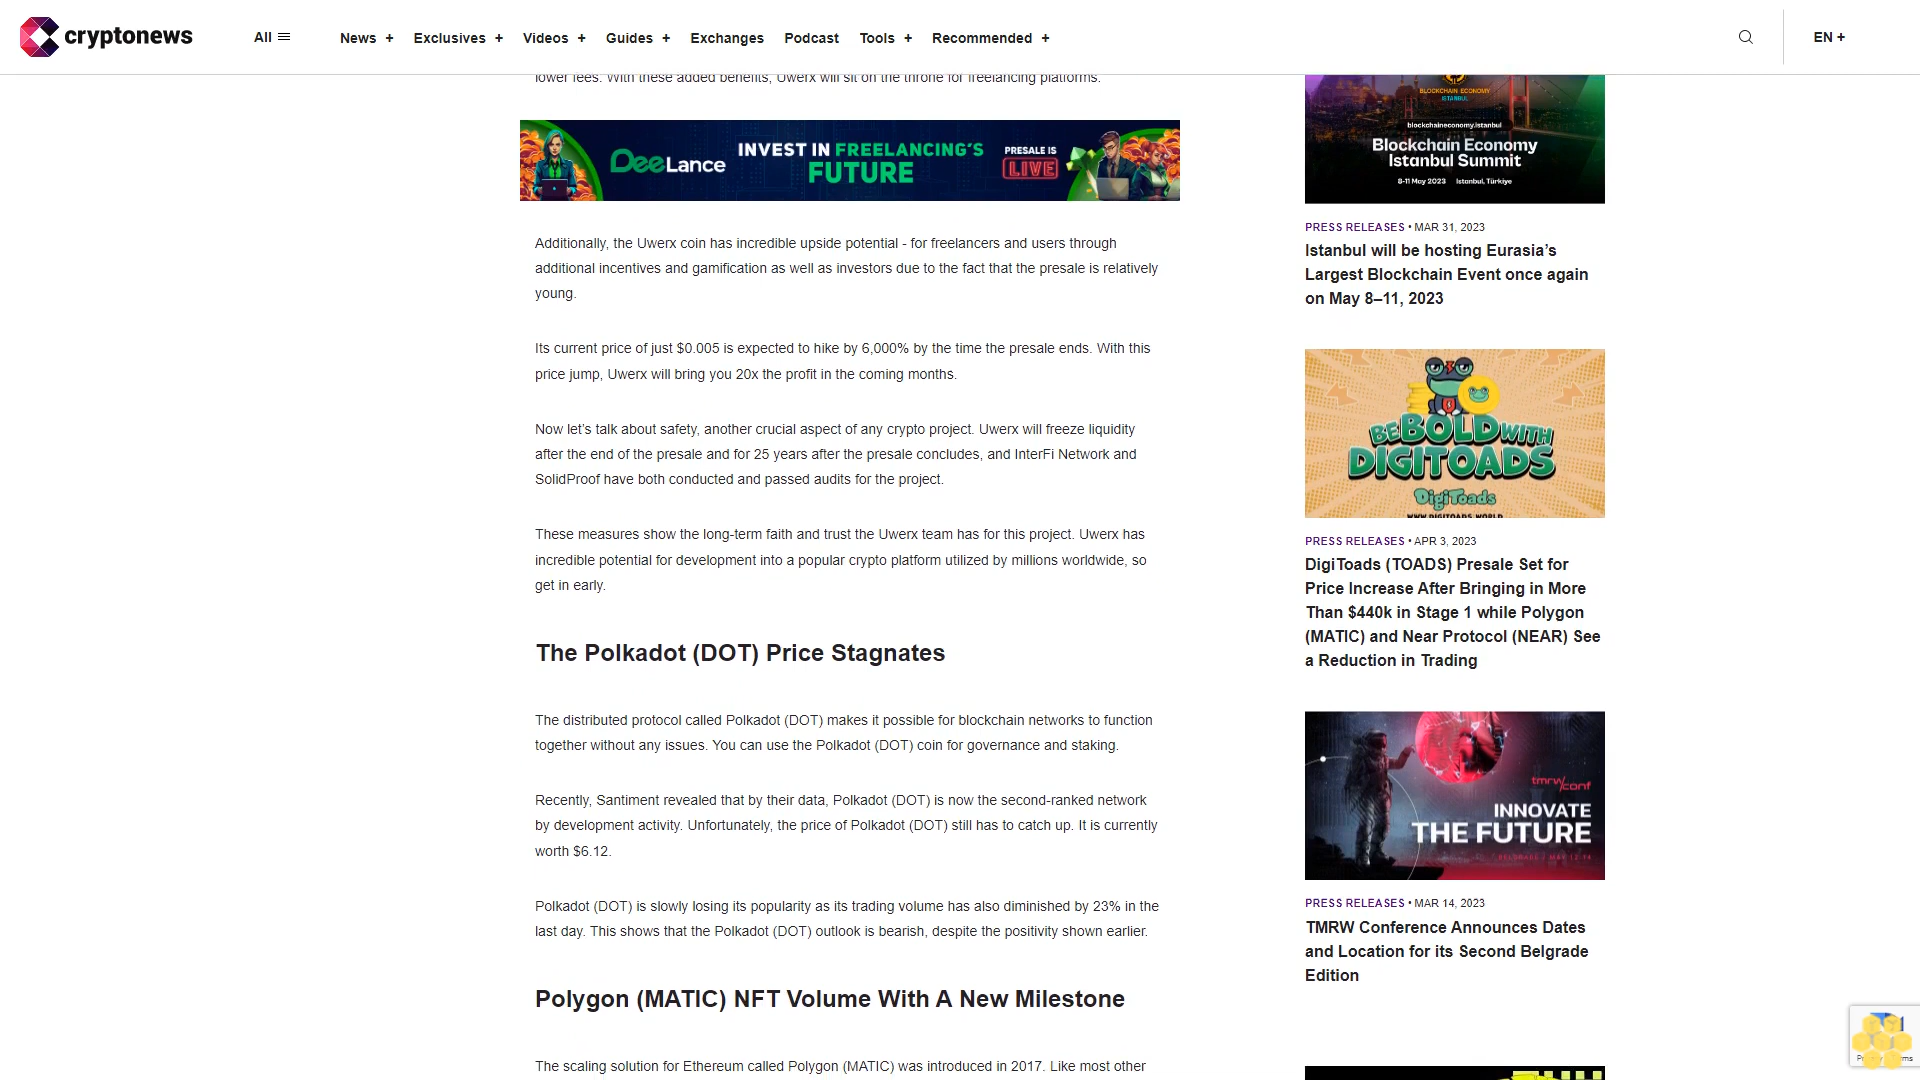 cryptonews
All
News +
Exclusives +
Videos +
Guides +
Exchanges
Podcast
Tools +
Recommended +
EN +
lower fees. With these added benefits, Uwerx will sit on the throne for freelancing platforms.
DeeLance
INVEST IN FREELANCING'S
FUTURE
PRESALE IS
LIVE
Additionally, the Uwerx coin has incredible upside potential - for freelancers and users through
additional incentives and gamification as well as investors due to the fact that the presale is relatively
young.
Its current price of just $0.005 is expected to hike by 6,000% by the time the presale ends. With this
price jump, Uwerx will bring you 20x the profit in the coming months.
Now let’s talk about safety, another crucial aspect of any crypto project. Uwerx will freeze liquidity
after the end of the presale and for 25 years after the presale concludes, and InterFi Network and
SolidProof have both conducted and passed audits for the project.
These measures show the long-term faith and trust the Uwerx team has for this project. Uwerx has
incredible potential for development into a popular crypto platform utilized by millions worldwide, so
get in early.
The Polkadot (DOT) Price Stagnates
The distributed protocol called Polkadot (DOT) makes it possible for blockchain networks to function
together without any issues. You can use the Polkadot (DOT) coin for governance and staking.
Recently, Santiment revealed that by their data, Polkadot (DOT) is now the second-ranked network
by development activity. Unfortunately, the price of Polkadot (DOT) still has to catch up. It is currently
worth $6.12.
Polkadot (DOT) is slowly losing its popularity as its trading volume has also diminished by 23% in the
last day. This shows that the Polkadot (DOT) outlook is bearish, despite the positivity shown earlier.
Polygon (MATIC) NFT Volume With A New Milestone
The scaling solution for Ethereum called Polygon (MATIC) was introduced in 2017. Like most other
BLOCKCHAIN ECONOMY
ISTANBUL
blockchaineconomy.istanbul
Blockchain Economy
Istanbul Summit
8-11 May 2023 Istanbul, Türkiye
PRESS RELEASES • MAR 31, 2023
Istanbul will be hosting Eurasia’s
Largest Blockchain Event once again
on May 8–11, 2023
BE BOLD WITH
DIGITOADS
DigiToads
WWW.DIGITOADS.WORLD
PRESS RELEASES • APR 3, 2023
DigiToads (TOADS) Presale Set for
Price Increase After Bringing in More
Than $440k in Stage 1 while Polygon
(MATIC) and Near Protocol (NEAR) See
a Reduction in Trading
tmrw/conf
INNOVATE
THE FUTURE
BELGRADE / MAY 12-14
PRESS RELEASES • MAR 14, 2023
TMRW Conference Announces Dates
and Location for its Second Belgrade
Edition